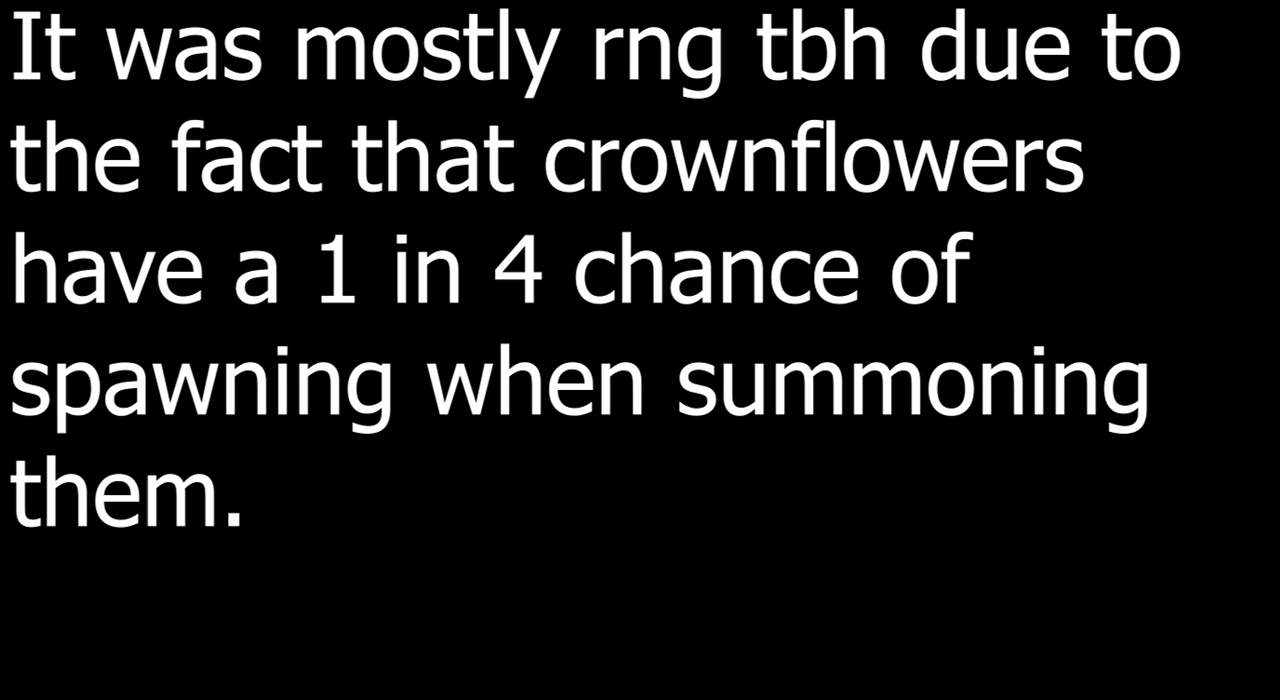 It was mostly rng tbh due to
the fact that crownflowers
have a 1 in 4 chance of
spawning when summoning
them.